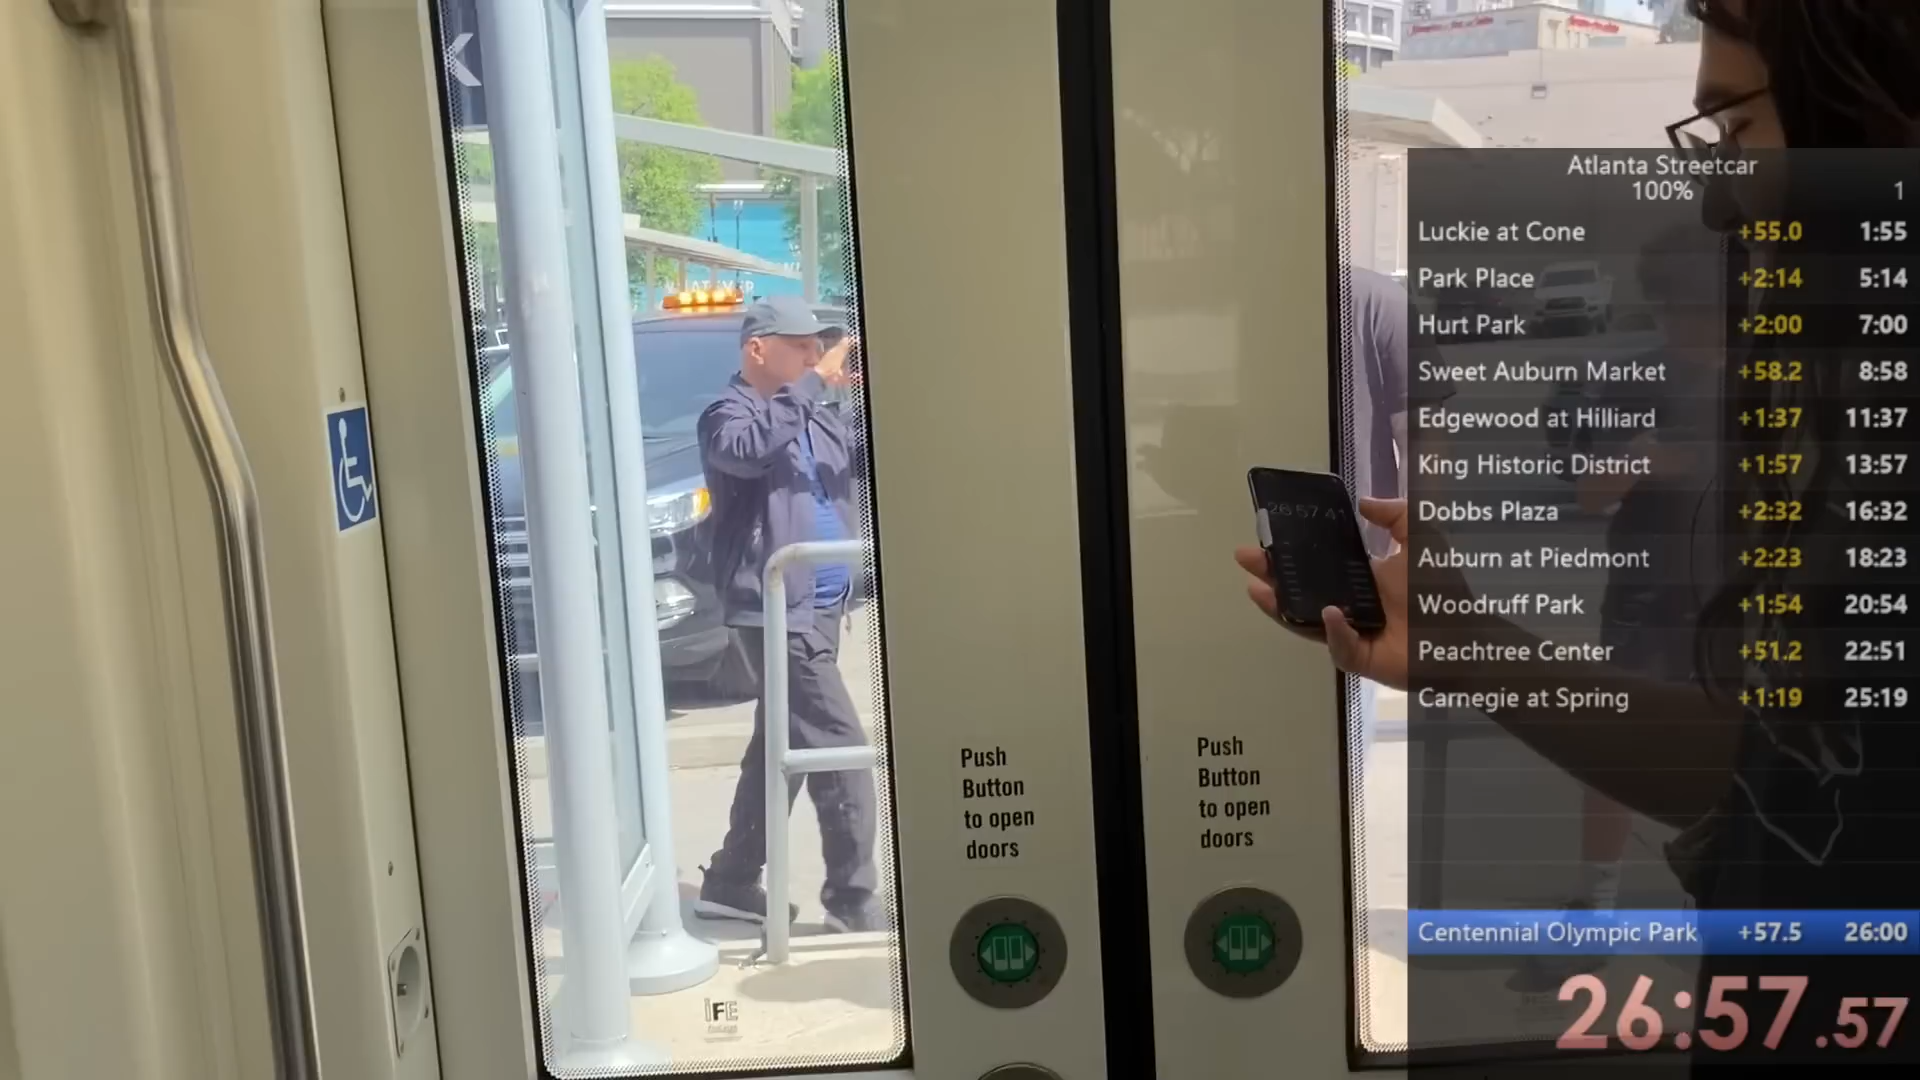 Atlanta Streetcar
100% 1
Luckie at Cone +55.0 1:55
Park Place +2:14 5:14
Hurt Park +2:00 7:00
Sweet Auburn Market +58.2 8:58
Edgewood at Hilliard +1:37 11:37
King Historic District +1:57 13:57
Dobbs Plaza +2:32 16:32
Auburn at Piedmont +2:23 18:23
Woodruff Park +1:54 20:54
Peachtree Center +51.2 22:51
Carnegie at Spring +1:19 25:19
Centennial Olympic Park +57.5 26:00
26:57.57
26:57.41
Push
Button
to open
doors
Push
Button
to open
doors
iFE